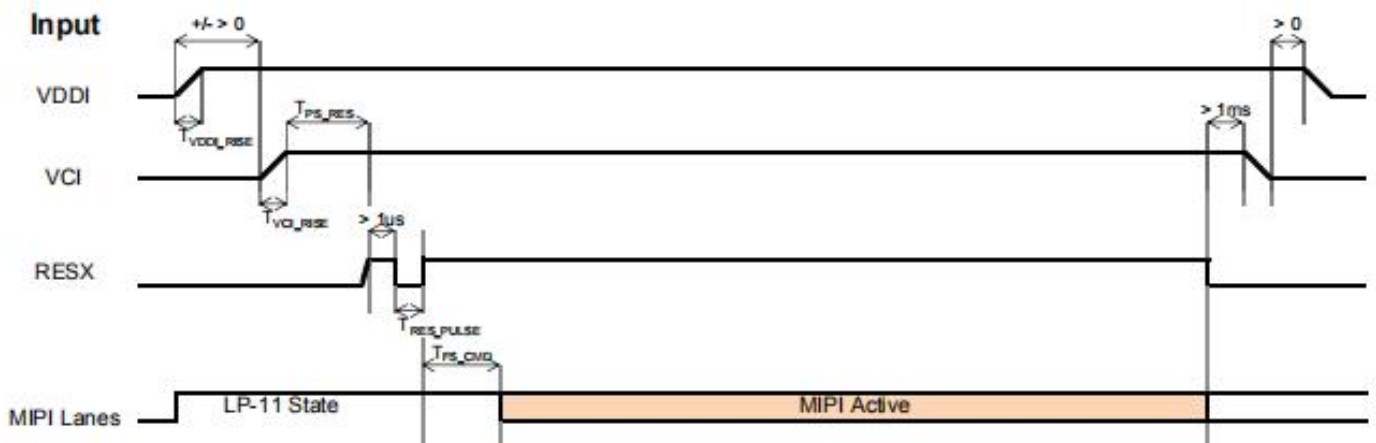 Input
+/- > 0
> 0
VDDI
TVDDI_RISE
TPS_RES
> 1ms
VCI
TVCI_RISE
> 1us
RESX
TRES_PULSE
TFS_CMD
MIPI Lanes
LP-11 State
MIPI Active